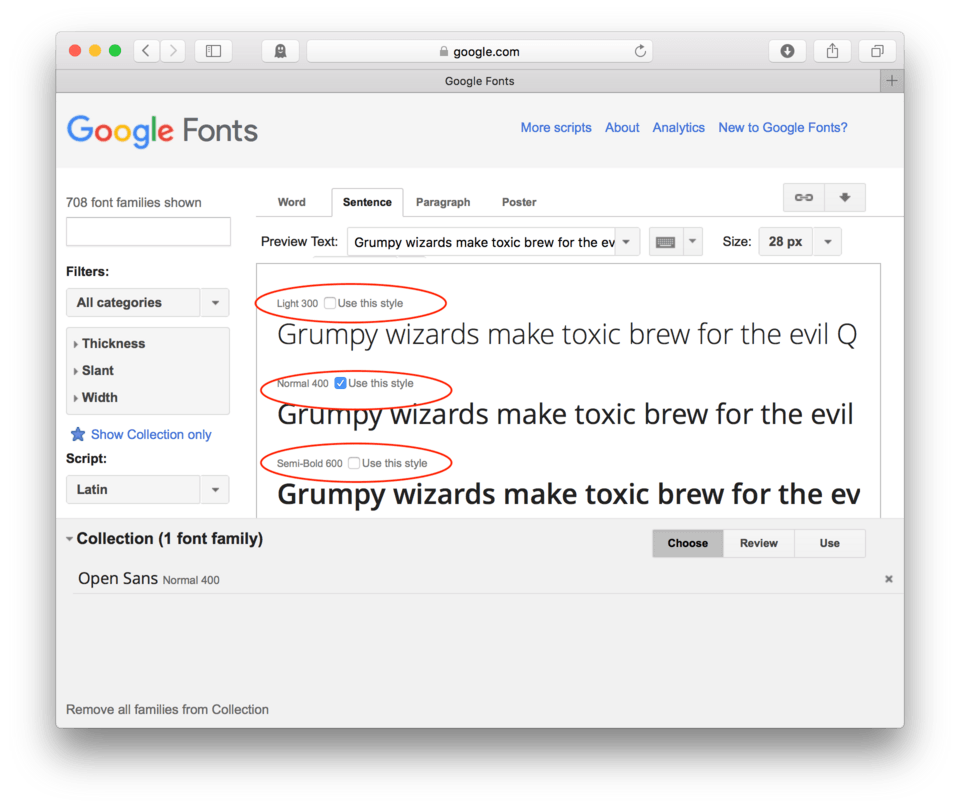 google.com
Google Fonts
Google Fonts
More scripts About Analytics New to Google Fonts?
708 font families shown
Word Sentence Paragraph Poster
Preview Text: Grumpy wizards make toxic brew for the ev Size: 28 px
Filters:
All categories
Thickness
Slant
Width
Show Collection only
Script:
Latin
Light 300 Use this style
Grumpy wizards make toxic brew for the evil Q
Normal 400 Use this style
Grumpy wizards make toxic brew for the evil
Semi-Bold 600 Use this style
Grumpy wizards make toxic brew for the ev
Collection (1 font family)
Choose Review Use
Open Sans Normal 400
Remove all families from Collection